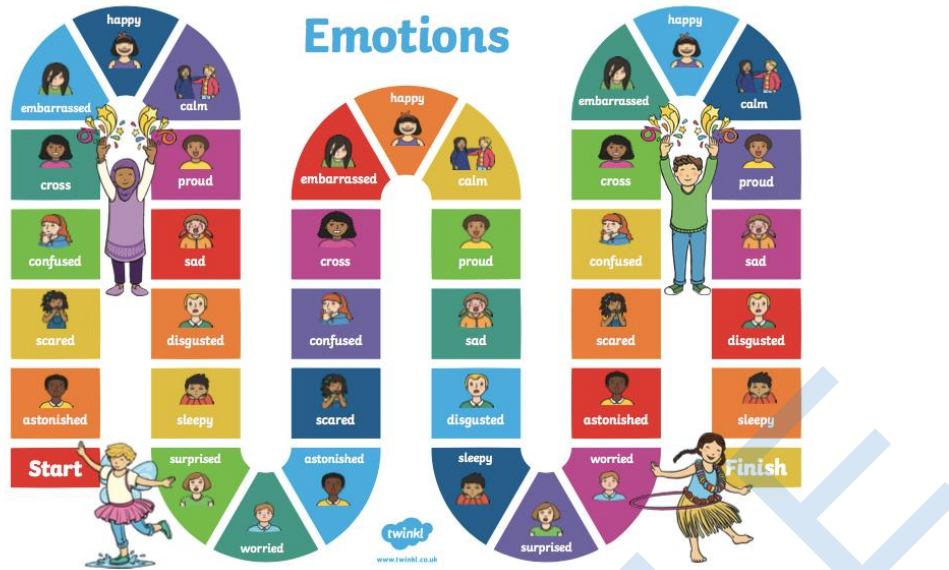 Emotions
Start
astonished
scared
confused
cross
embarrassed
happy
calm
proud
sad
disgusted
sleepy
surprised
worried
astonished
scared
confused
cross
embarrassed
happy
calm
proud
sad
disgusted
sleepy
surprised
worried
astonished
scared
confused
cross
embarrassed
happy
calm
proud
sad
disgusted
sleepy
Finish
twinkl
www.twinkl.co.uk